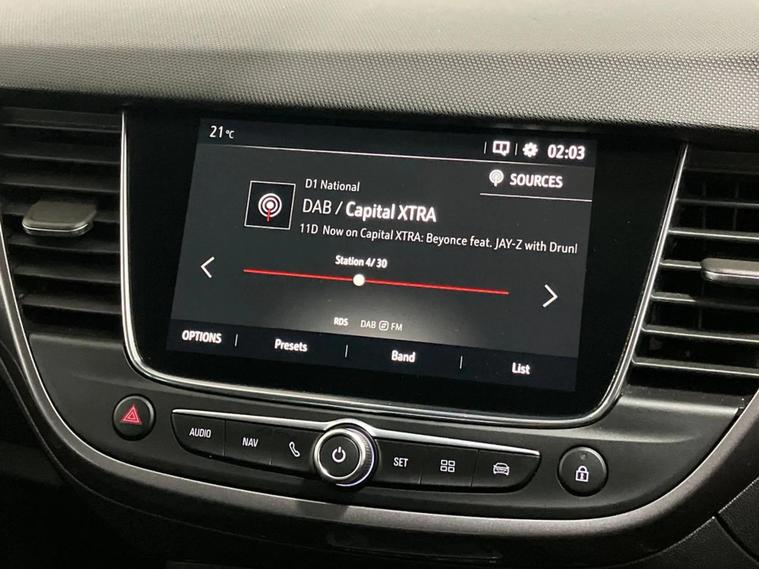 21 °C
02:03
SOURCES
D1 National
DAB / Capital XTRA
11D Now on Capital XTRA: Beyonce feat. JAY-Z with Drunl
Station 4/ 30
RDS DAB FM
OPTIONS Presets Band List
AUDIO NAV SET